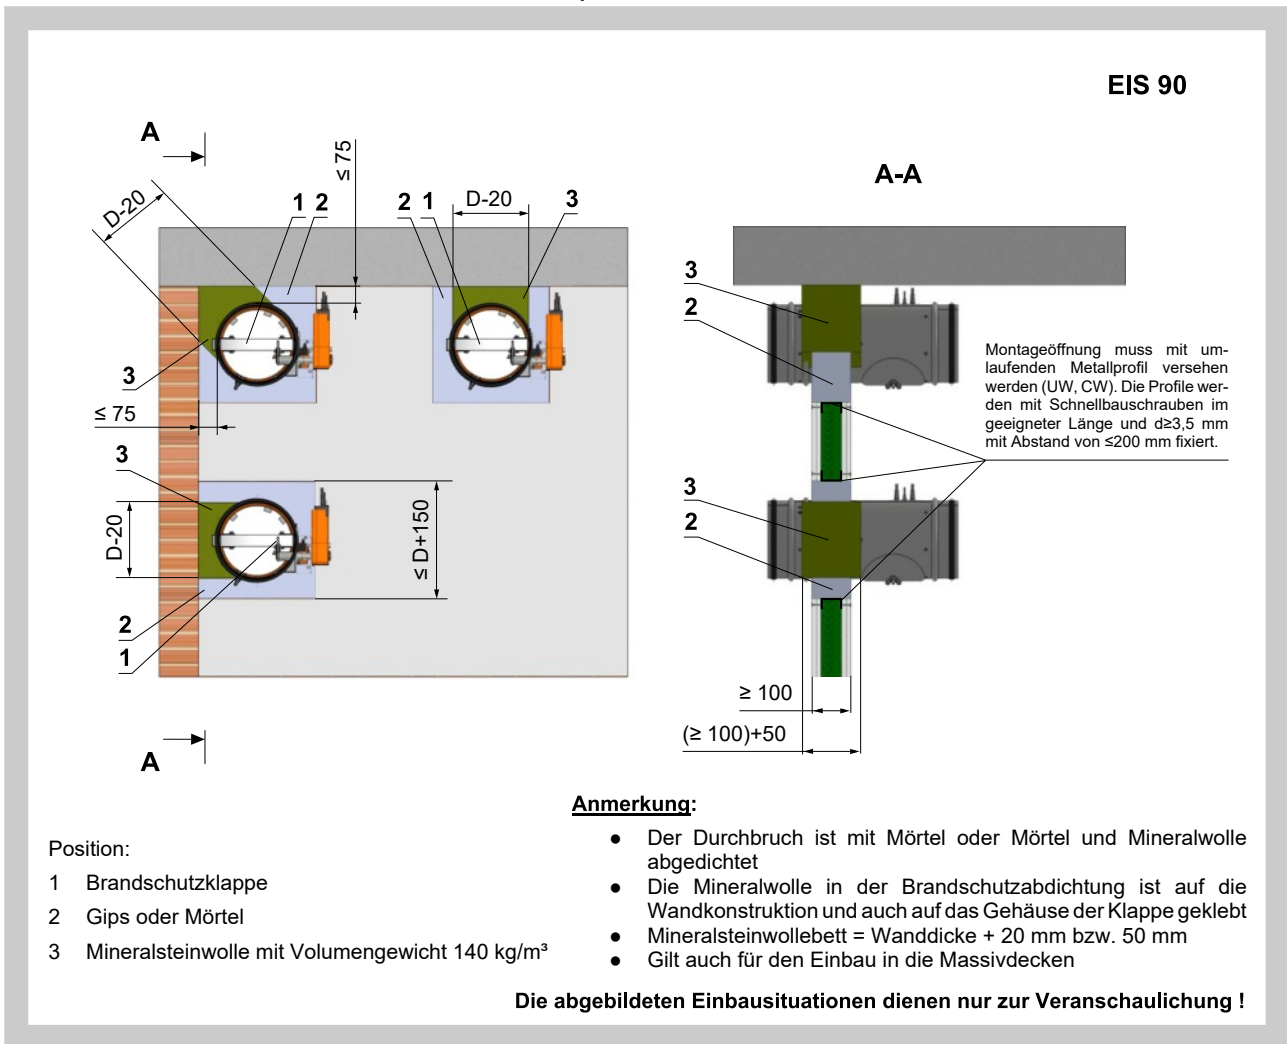 EIS 90
A
≤ 75
A-A
D-20
1 2
2 1
D-20
3
3
2
Montageöffnung muss mit um-
laufenden Metallprofil versehen
werden (UW, CW). Die Profile wer-
den mit Schnellbauschrauben im
geeigneter Länge und d≥3,5 mm
mit Abstand von ≤200 mm fixiert.
3
≤ 75
3
D-20
≤ D+150
3
2
2
1
≥ 100
(≥ 100)+50
A
Anmerkung:
● Der Durchbruch ist mit Mörtel oder Mörtel und Mineralwolle
abgedichtet
● Die Mineralwolle in der Brandschutzabdichtung ist auf die
Wandkonstruktion und auch auf das Gehäuse der Klappe geklebt
● Mineralsteinwollebett = Wanddicke + 20 mm bzw. 50 mm
● Gilt auch für den Einbau in die Massivdecken
Position:
1 Brandschutzklappe
2 Gips oder Mörtel
3 Mineralsteinwolle mit Volumengewicht 140 kg/m³
Die abgebildeten Einbausituationen dienen nur zur Veranschaulichung !